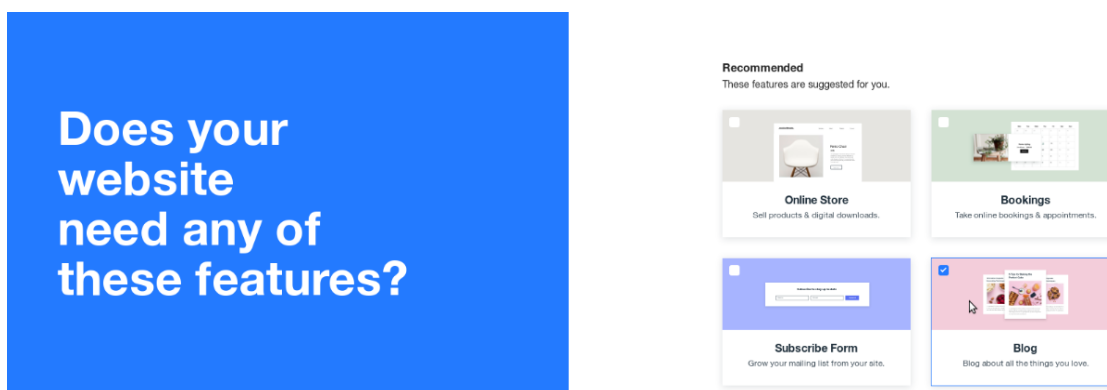 Does your
website
need any of
these features?
Recommended
These features are suggested for you.
Online Store
Sell products & digital downloads.
Bookings
Take online bookings & appointments.
Subscribe Form
Grow your mailing list from your site.
Blog
Blog about all the things you love.